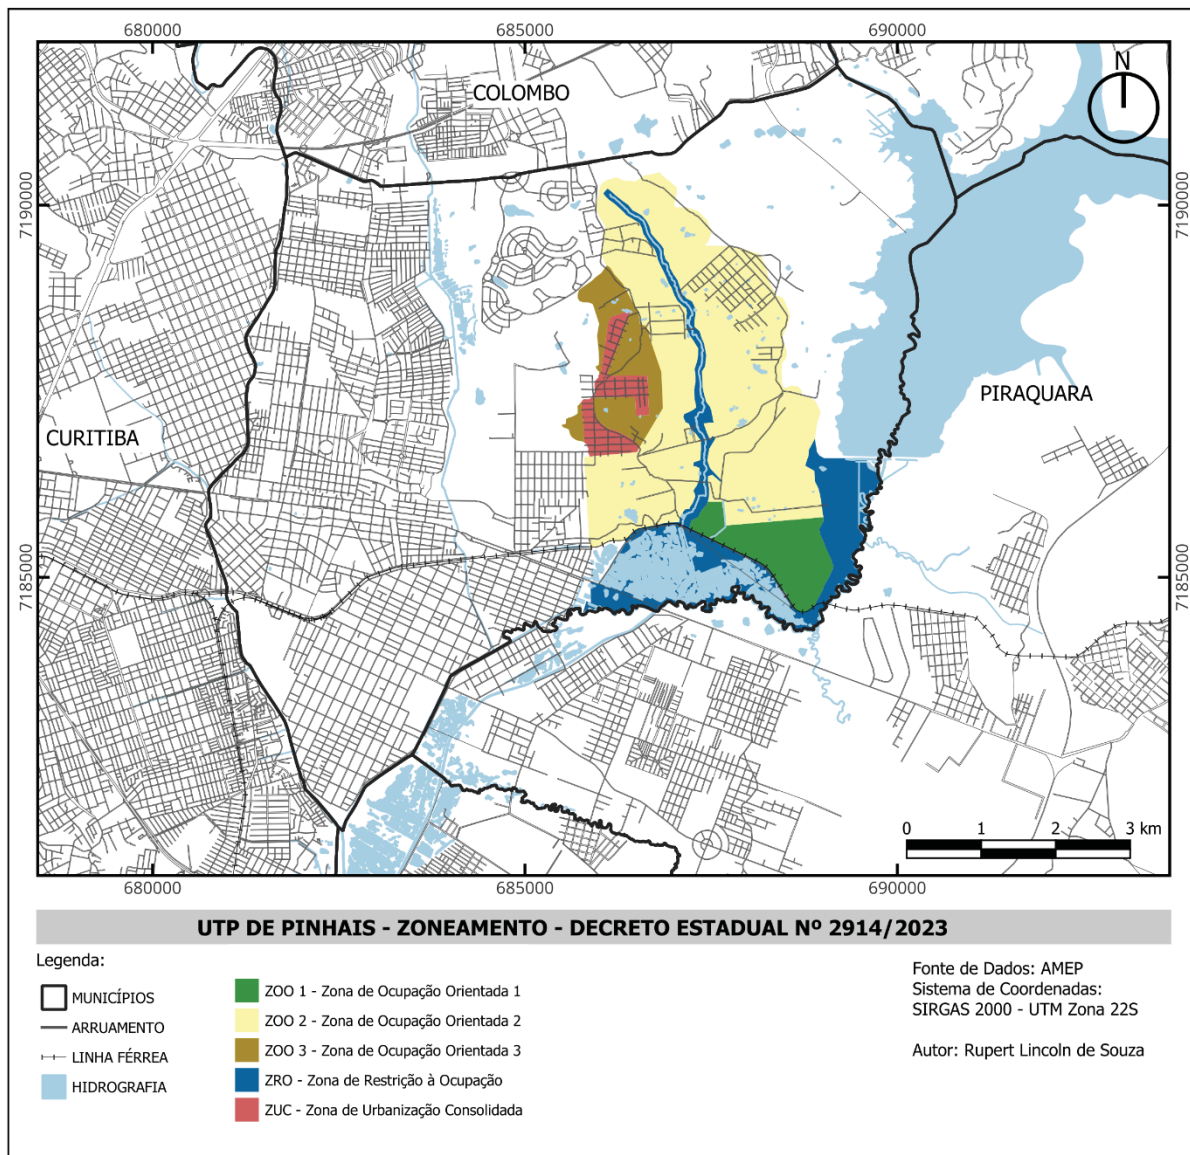 680000
685000
690000
N
COLOMBO
7190000
7190000
PIRAQUARA
CURITIBA
7185000
7185000
0 1 2 3 km
680000
685000
690000
UTP DE PINHAIS - ZONEAMENTO - DECRETO ESTADUAL Nº 2914/2023
Legenda:
MUNICÍPIOS
ARRUAMENTO
LINHA FÉRREA
HIDROGRAFIA
ZOO 1 - Zona de Ocupação Orientada 1
ZOO 2 - Zona de Ocupação Orientada 2
ZOO 3 - Zona de Ocupação Orientada 3
ZRO - Zona de Restrição à Ocupação
ZUC - Zona de Urbanização Consolidada
Fonte de Dados: AMEP
Sistema de Coordenadas:
SIRGAS 2000 - UTM Zona 22S
Autor: Rupert Lincoln de Souza